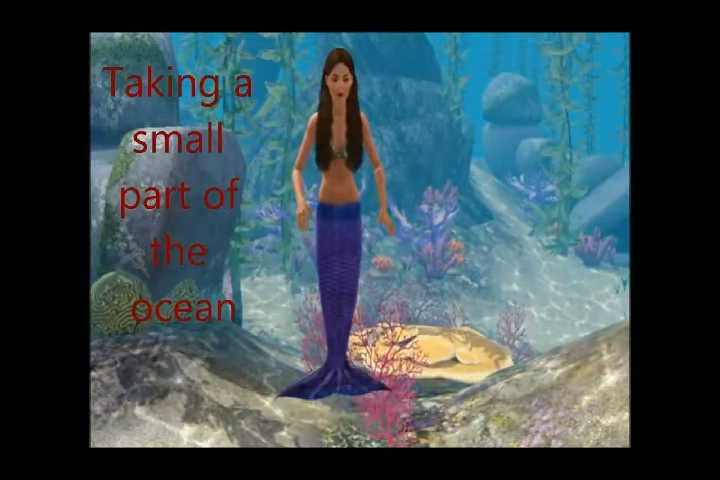 Taking a
small
part of
the
ocean